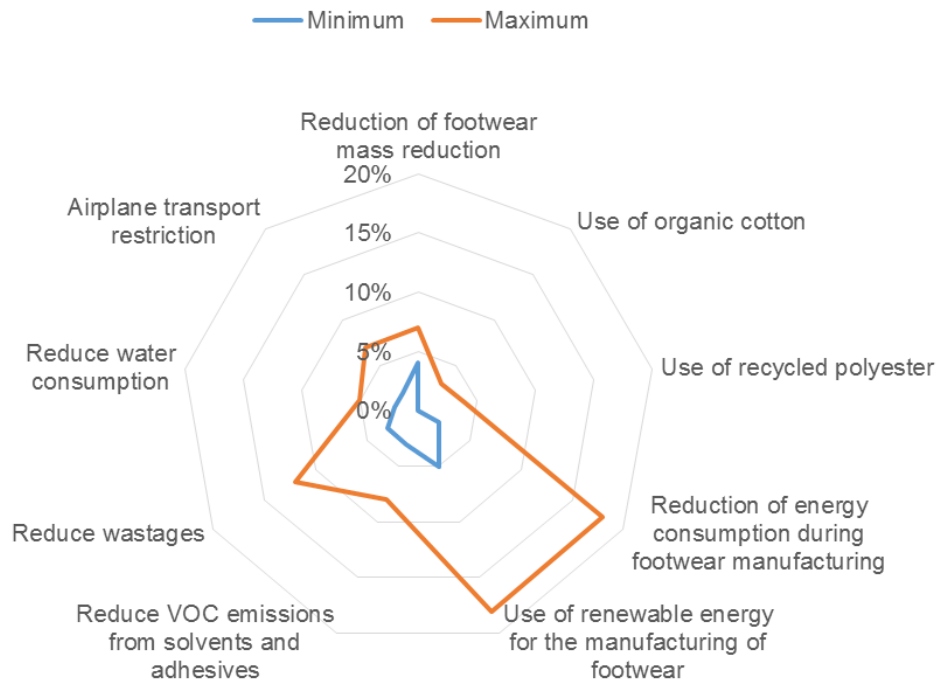 Minimum
Maximum
Reduction of footwear
mass reduction
20%
15%
10%
5%
0%
Use of organic cotton
Use of recycled polyester
Reduction of energy
consumption during
footwear manufacturing
Use of renewable energy
for the manufacturing of
footwear
Reduce VOC emissions
from solvents and
adhesives
Reduce wastages
Reduce water
consumption
Airplane transport
restriction